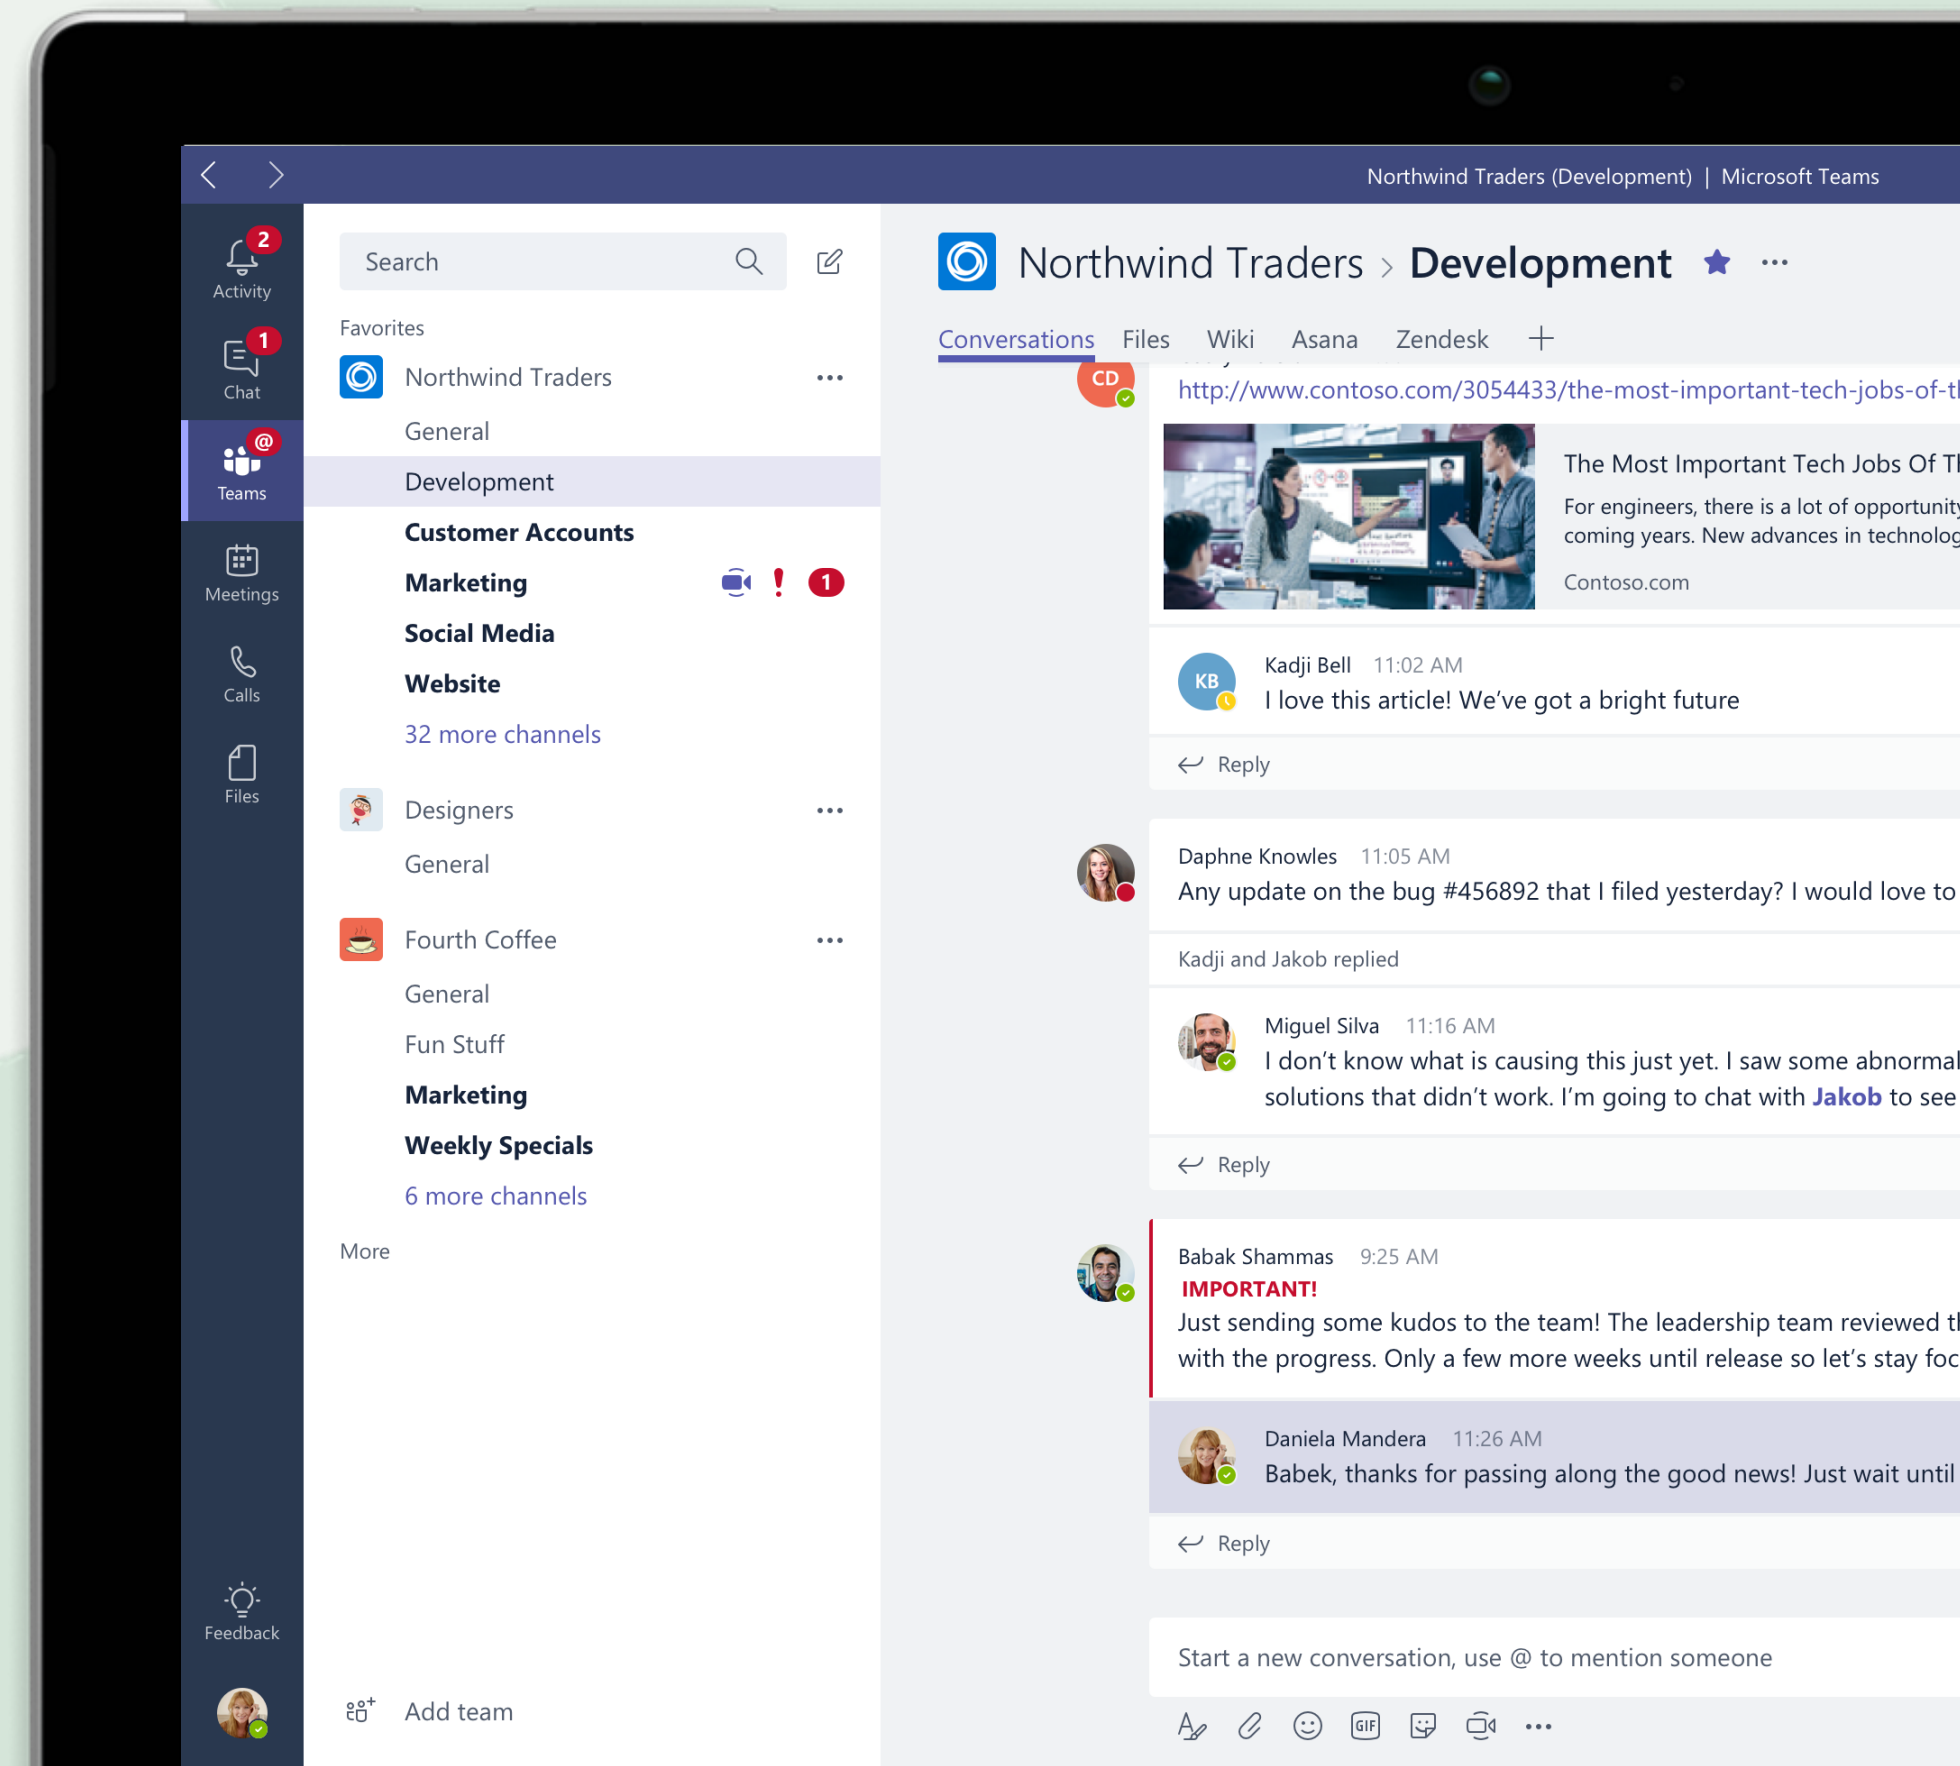 Northwind Traders (Development) | Microsoft Teams
2
Activity
1
Chat
@
Teams
Meetings
Calls
Files
Feedback
Search
Favorites
Northwind Traders
General
Development
Customer Accounts
Marketing
! 1
Social Media
Website
32 more channels
Designers
General
Fourth Coffee
General
Fun Stuff
Marketing
Weekly Specials
6 more channels
More
Add team
Northwind Traders > Development
Conversations Files Wiki Asana Zendesk
CD
http://www.contoso.com/3054433/the-most-important-tech-jobs-of-t
The Most Important Tech Jobs Of T
For engineers, there is a lot of opportunity
coming years. New advances in technolog
Contoso.com
KB
Kadji Bell 11:02 AM
I love this article! We’ve got a bright future
Reply
Daphne Knowles 11:05 AM
Any update on the bug #456892 that I filed yesterday? I would love to
Kadji and Jakob replied
Miguel Silva 11:16 AM
I don’t know what is causing this just yet. I saw some abnormal
solutions that didn’t work. I’m going to chat with Jakob to see
Reply
Babak Shammas 9:25 AM
IMPORTANT!
Just sending some kudos to the team! The leadership team reviewed t
with the progress. Only a few more weeks until release so let’s stay foc
Daniela Mandera 11:26 AM
Babek, thanks for passing along the good news! Just wait until
Reply
Start a new conversation, use @ to mention someone
GIF